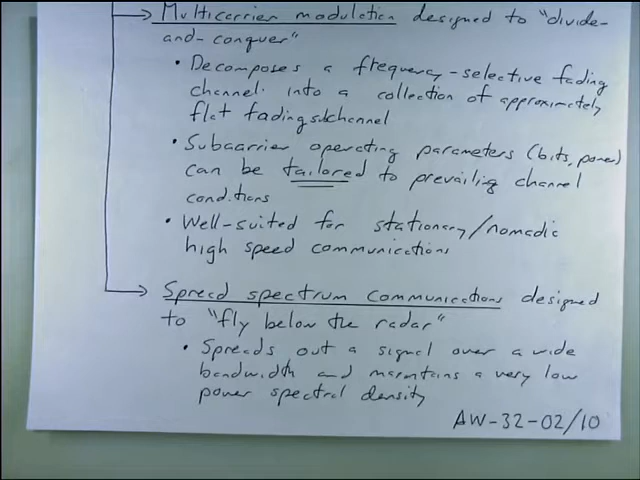 Multicarrier modulation designed to "divide-
and-conquer"
• Decomposes a frequency-selective fading
channel into a collection of approximately
flat fading subchannel
• Subcarrier operating parameters (bits, power)
can be tailored to prevailing channel
conditions
• Well-suited for stationary/nomadic
high speed communications
Spread spectrum communications designed
to "fly below the radar"
• Spreads out a signal over a wide
bandwidth and maintains a very low
power spectral density
AW-32-02/10